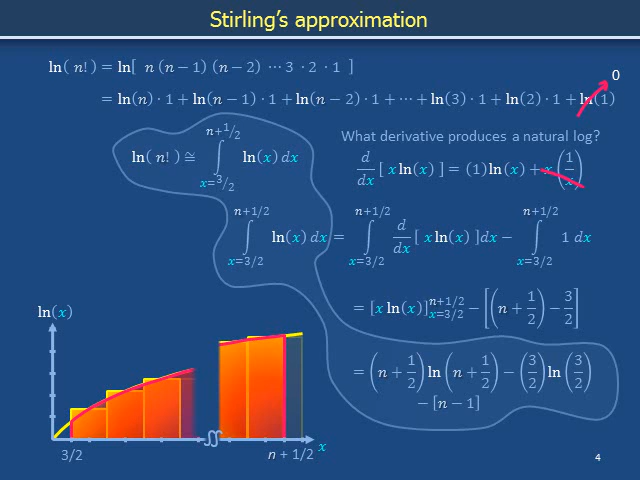 Stirling's approximation
ln( n! ) = ln[ n (n − 1) (n − 2) ⋯ 3 · 2 · 1 ]
0
= ln(n) · 1 + ln(n − 1) · 1 + ln(n − 2) · 1 + ⋯ + ln(3) · 1 + ln(2) · 1 + ln(1)
What derivative produces a natural log?
ln( n! ) ≅ ∫_{x=3/2}^{n+1/2} ln(x) dx
d/dx [ x ln(x) ] = (1)ln(x) + x (1/x)
∫_{x=3/2}^{n+1/2} ln(x) dx = ∫_{x=3/2}^{n+1/2} d/dx [ x ln(x) ]dx − ∫_{x=3/2}^{n+1/2} 1 dx
= [x ln(x)]_{x=3/2}^{n+1/2} − [(n + 1/2) − 3/2]
= (n + 1/2) ln (n + 1/2) − (3/2) ln (3/2)
− [n − 1]
ln(x)
3/2
n + 1/2
x
4